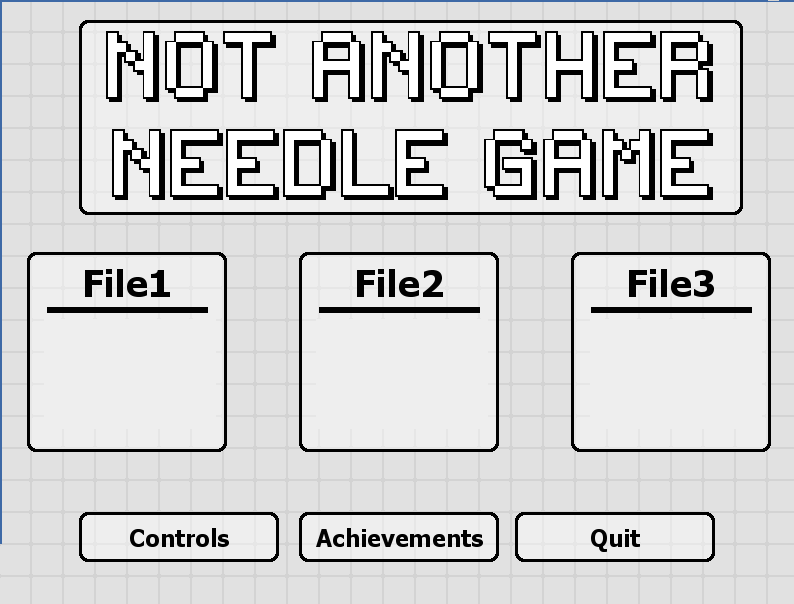 NOT ANOTHER
NEEDLE GAME
File1
File2
File3
Controls
Achievements
Quit